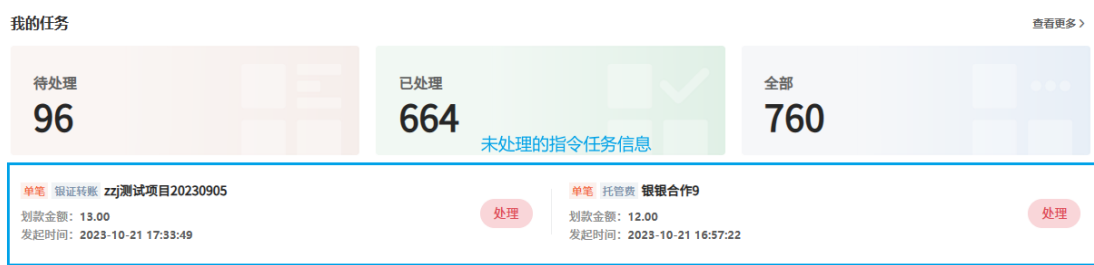 我的任务
查看更多 >
待处理
96
已处理
664
全部
760
未处理的指令任务信息
单笔 银证转账 zzj测试项目20230905
划款金额：13.00
发起时间：2023-10-21 17:33:49
处理
单笔 托管费 银银合作9
划款金额：12.00
发起时间：2023-10-21 16:57:22
处理